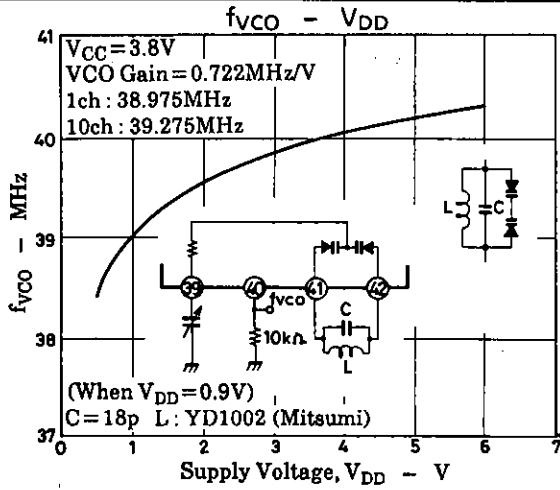 fVCO – VDD
41
40
39
38
37
fVCO – MHz
VCC=3.8V
VCO Gain=0.722MHz/V
1ch : 38.975MHz
10ch : 39.275MHz
L
C
39
40
41
42
fvco
10kΩ
C
L
(When VDD=0.9V)
C=18p L : YD1002 (Mitsumi)
0
1
2
3
4
5
6
7
Supply Voltage, VDD – V